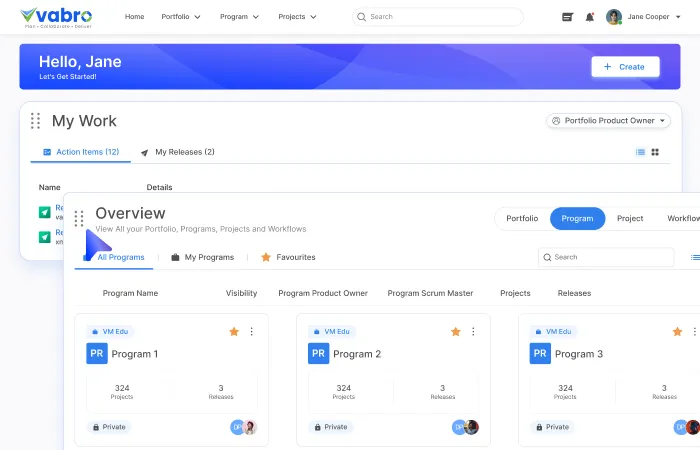 vabro
Plan • Collaborate • Deliver
Home Portfolio Program Projects Search Jane Cooper
Hello, Jane
Let's Get Started!
+ Create
My Work
Portfolio Product Owner
Action Items (12) My Releases (2)
Name Details
Re
va
Re
xn
Overview
View All your Portfolio, Programs, Projects and Workflows
Portfolio Program Project Workflow
All Programs My Programs Favourites Search
Program Name Visibility Program Product Owner Program Scrum Master Projects Releases
VM Edu VM Edu VM Edu
PR Program 1 PR Program 2 PR Program 3
324 3 324 3 324 3
Projects Releases Projects Releases Projects Releases
Private DP Private DP Private DP